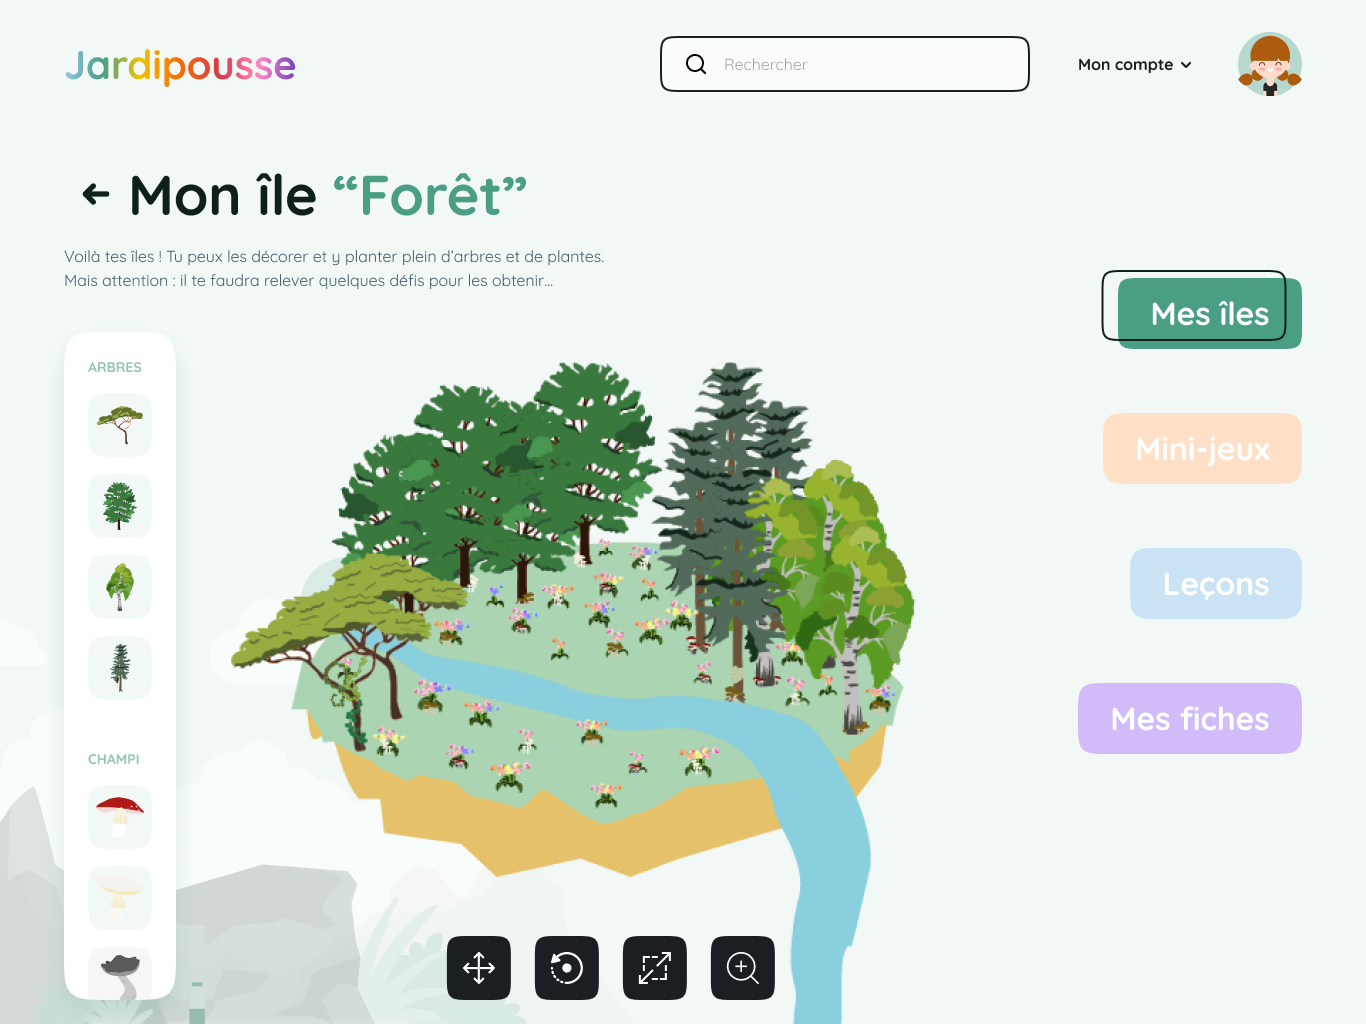 Jardipousse
Rechercher
Mon compte
Mon île “Forêt”
Voilà tes îles ! Tu peux les décorer et y planter plein d’arbres et de plantes.
Mais attention : il te faudra relever quelques défis pour les obtenir...
Mes îles
ARBRES
Mini-jeux
Leçons
Mes fiches
CHAMPI